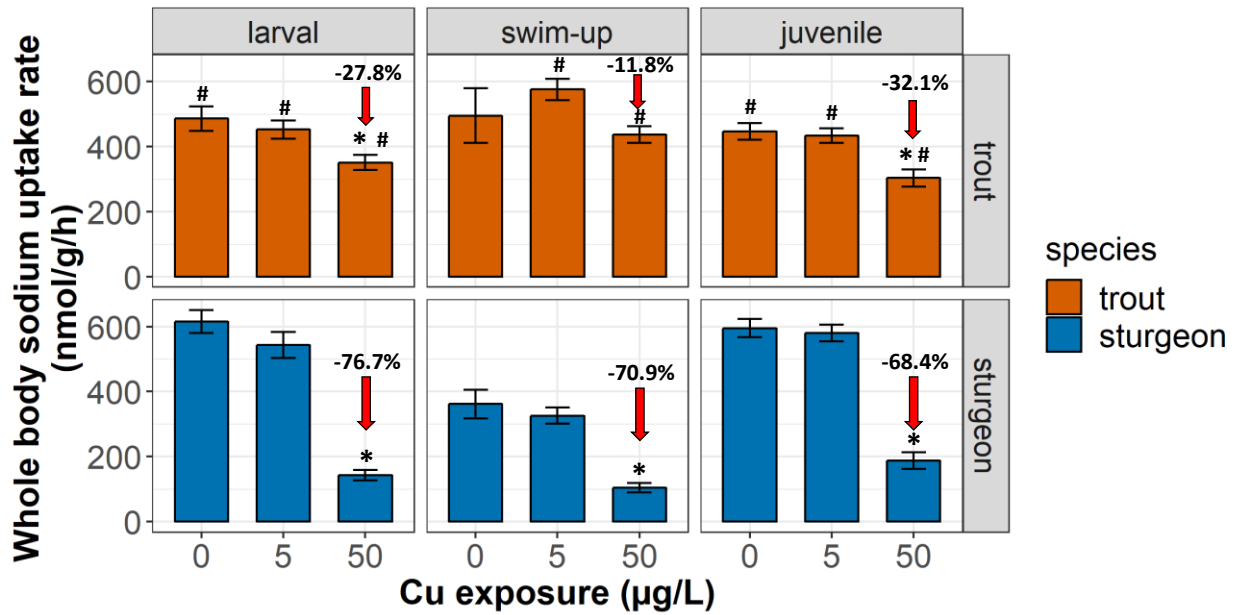 larval swim-up juvenile
Whole body sodium uptake rate
(nmol/g/h)
600
400
200
0
# # -27.8% * #
# -11.8% #
# # -32.1% * #
trout
600
400
200
0
-76.7% *
-70.9% *
-68.4% *
sturgeon
0 5 50 0 5 50 0 5 50
Cu exposure (µg/L)
species
trout
sturgeon